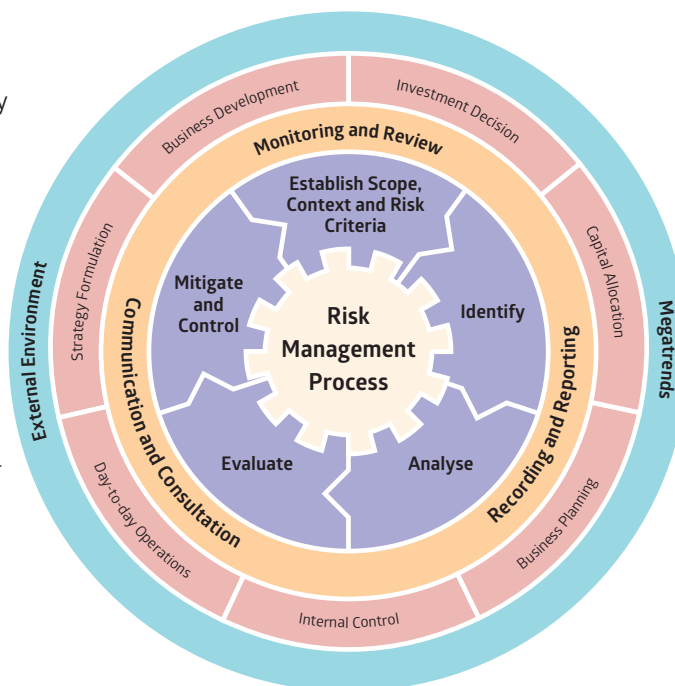 y
Business Development
Investment Decision
Monitoring and Review
Establish Scope,
Context and Risk
Criteria
Strategy Formulation
Capital Allocation
Mitigate
and
Control
Identify
External Environment
Megatrends
Risk
Management
Process
Communication and Consultation
Recording and Reporting
Evaluate
Analyse
Day-to-day Operations
Business Planning
Internal Control